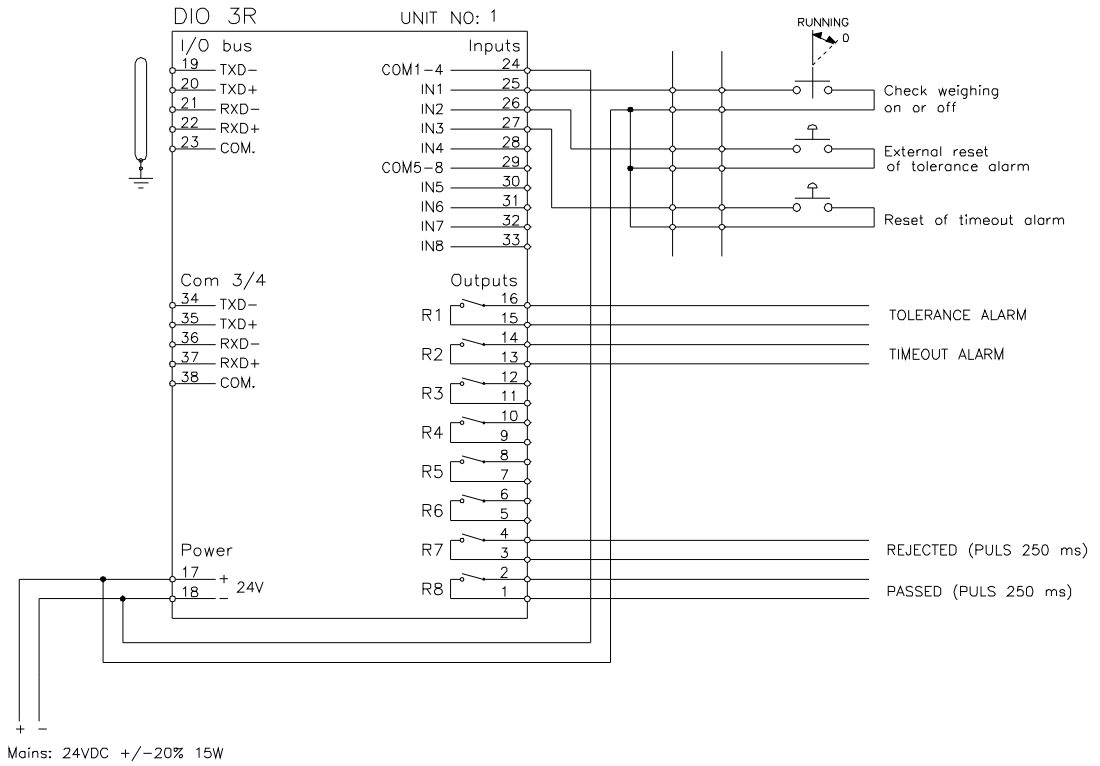 DIO 3R
UNIT NO: 1
I/O bus
19 TXD-
20 TXD+
21 RXD-
22 RXD+
23 COM.
Com 3/4
34 TXD-
35 TXD+
36 RXD-
37 RXD+
38 COM.
Power
17 +
18 -
24V
Inputs
COM1-4 24
IN1 25
IN2 26
IN3 27
IN4 28
COM5-8 29
IN5 30
IN6 31
IN7 32
IN8 33
Outputs
R1 16
15
R2 14
13
R3 12
11
R4 10
9
R5 8
7
R6 6
5
R7 4
3
R8 2
1
RUNNING
0
Check weighing
on or off
External reset
of tolerance alarm
Reset of timeout alarm
TOLERANCE ALARM
TIMEOUT ALARM
REJECTED (PULS 250 ms)
PASSED (PULS 250 ms)
+ -
Mains: 24VDC +/-20% 15W